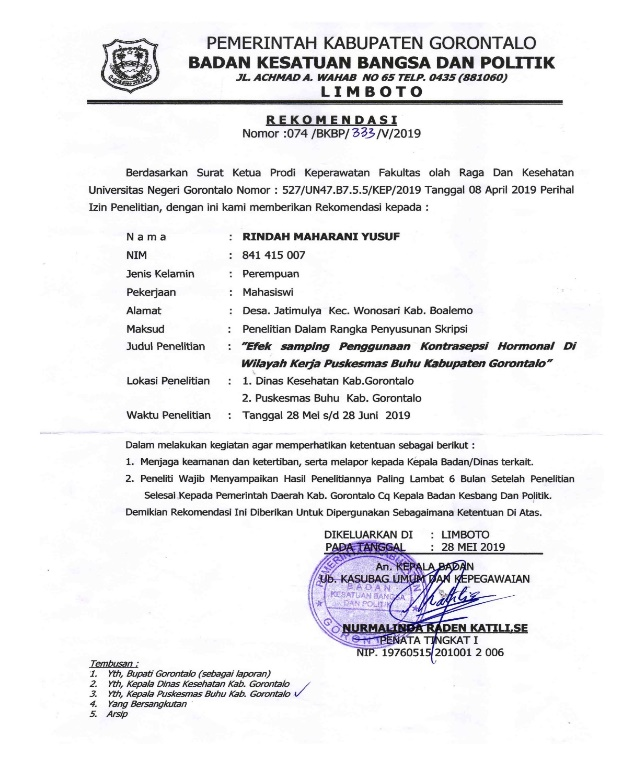 PEMERINTAH KABUPATEN GORONTALO
BADAN KESATUAN BANGSA DAN POLITIK
JL. ACHMAD A. WAHAB NO 65 TELP. 0435 (881060)
L I M B O T O
R E K O M E N D A S I
Nomor :074 /BKBP/ 333 /V/2019
Berdasarkan Surat Ketua Prodi Keperawatan Fakultas olah Raga Dan Kesehatan
Universitas Negeri Gorontalo Nomor : 527/UN47.B7.5.5/KEP/2019 Tanggal 08 April 2019 Perihal
Izin Penelitian, dengan ini kami memberikan Rekomendasi kepada :
N a m a : RINDAH MAHARANI YUSUF
NIM : 841 415 007
Jenis Kelamin : Perempuan
Pekerjaan : Mahasiswi
Alamat : Desa. Jatimulya Kec. Wonosari Kab. Boalemo
Maksud : Penelitian Dalam Rangka Penyusunan Skripsi
Judul Penelitian : "Efek samping Penggunaan Kontrasepsi Hormonal Di
Wilayah Kerja Puskesmas Buhu Kabupaten Gorontalo"
Lokasi Penelitian : 1. Dinas Kesehatan Kab.Gorontalo
2. Puskesmas Buhu Kab. Gorontalo
Waktu Penelitian : Tanggal 28 Mei s/d 28 Juni 2019
Dalam melakukan kegiatan agar memperhatikan ketentuan sebagai berikut :
1. Menjaga keamanan dan ketertiban, serta melapor kepada Kepala Badan/Dinas terkait.
2. Peneliti Wajib Menyampaikan Hasil Penelitiannya Paling Lambat 6 Bulan Setelah Penelitian
Selesai Kepada Pemerintah Daerah Kab. Gorontalo Cq Kepala Badan Kesbang Dan Politik.
Demikian Rekomendasi Ini Diberikan Untuk Dipergunakan Sebagaimana Ketentuan Di Atas.
DIKELUARKAN DI : LIMBOTO
PADA TANGGAL : 28 MEI 2019
An. KEPALA BADAN
Ub. KASUBAG UMUM DAN KEPEGAWAIAN
BADAN
KESATUAN BANGSA
DAN POLITIK
NURMALINDA RADEN KATILI,SE
PENATA TINGKAT I
NIP. 19760515 201001 2 006
Tembusan :
1. Yth, Bupati Gorontalo (sebagai laporan)
2. Yth, Kepala Dinas Kesehatan Kab. Gorontalo
3. Yth, Kepala Puskesmas Buhu Kab. Gorontalo
4. Yang Bersangkutan
5. Arsip